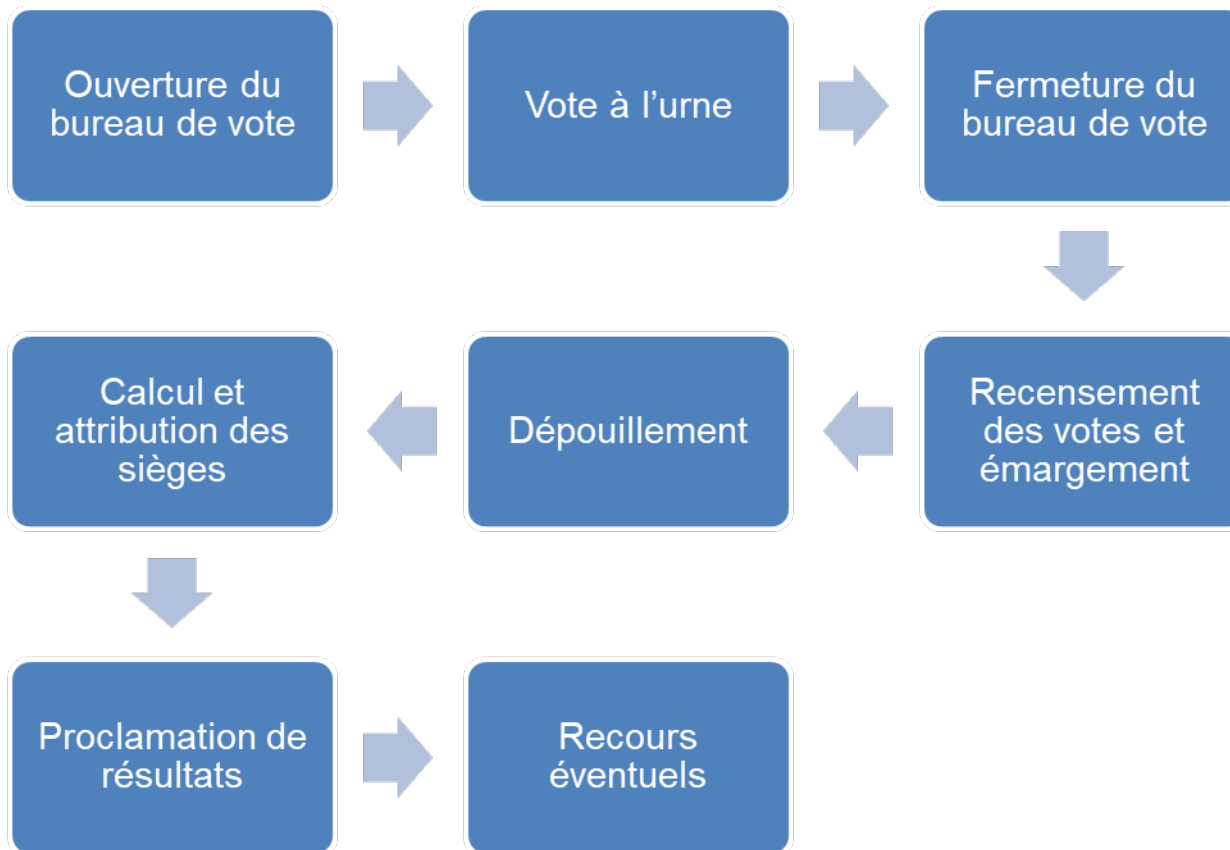 Ouverture du
bureau de vote
Vote à l’urne
Fermeture du
bureau de vote
Recensement
des votes et
émargement
Dépouillement
Calcul et
attribution des
sièges
Proclamation de
résultats
Recours
éventuels